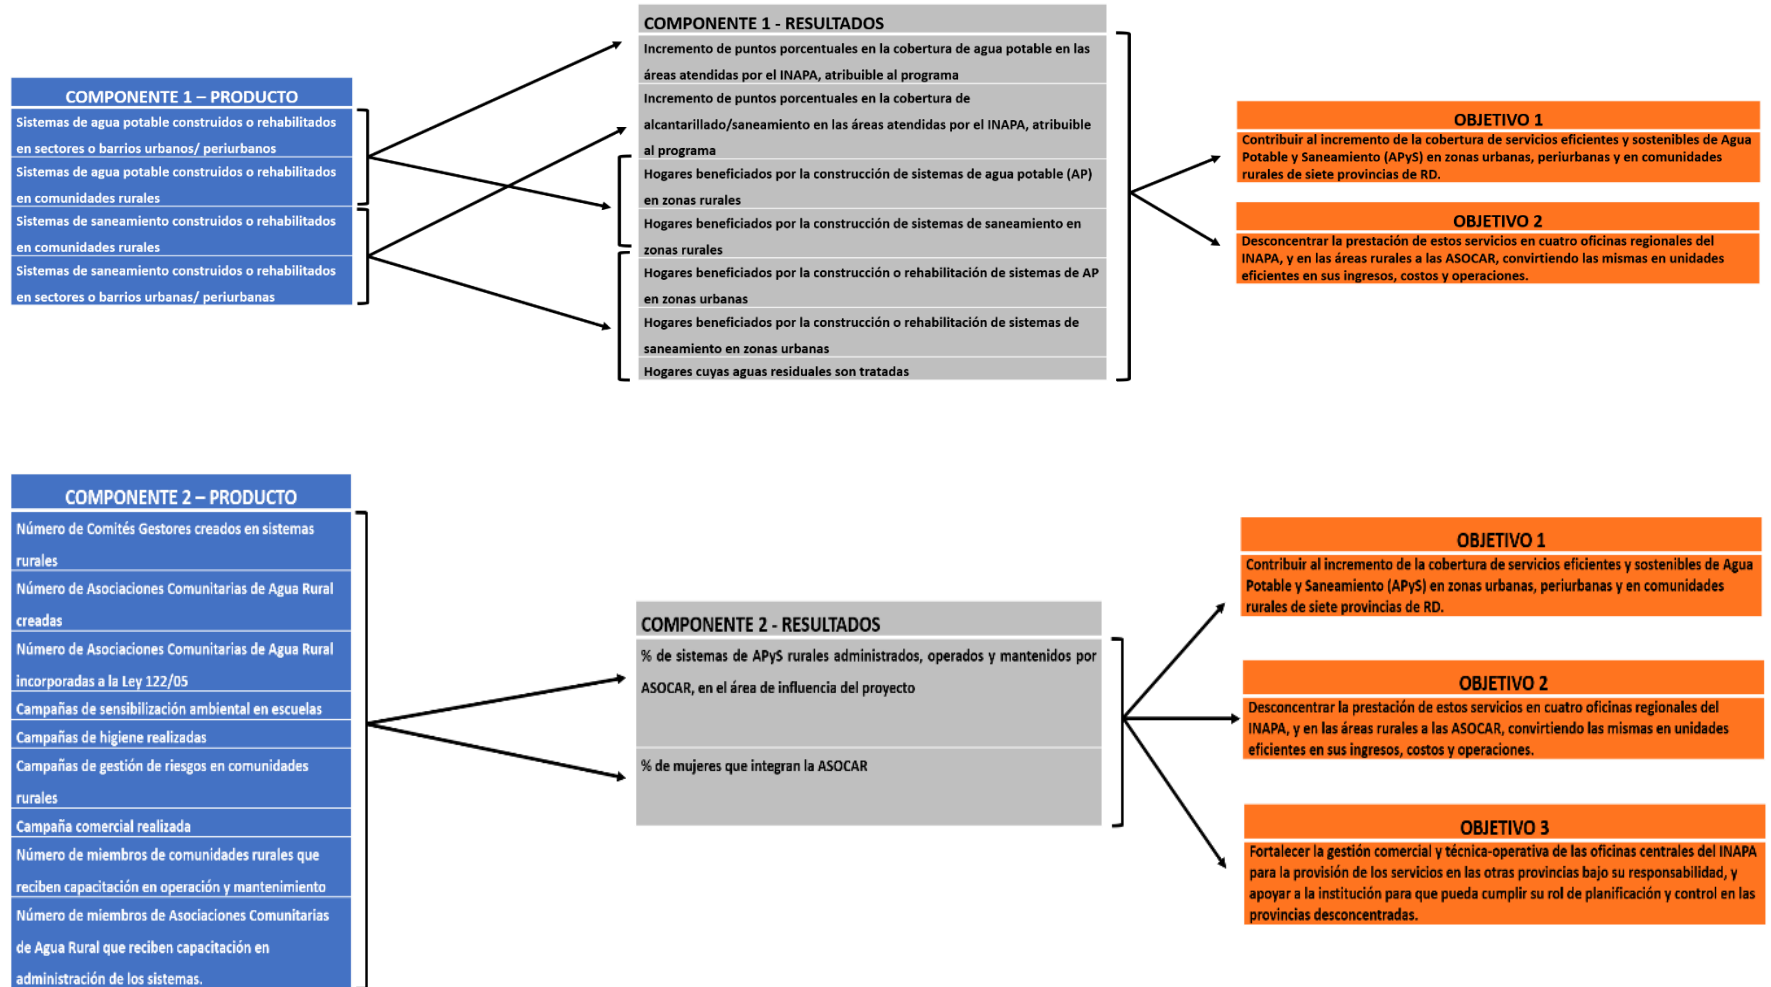 COMPONENTE 1 – PRODUCTO
Sistemas de agua potable construidos o rehabilitados
en sectores o barrios urbanos/ periurbanos
Sistemas de agua potable construidos o rehabilitados
en comunidades rurales
Sistemas de saneamiento construidos o rehabilitados
en comunidades rurales
Sistemas de saneamiento construidos o rehabilitados
en sectores o barrios urbanas/ periurbanas
COMPONENTE 1 - RESULTADOS
Incremento de puntos porcentuales en la cobertura de agua potable en las
áreas atendidas por el INAPA, atribuible al programa
Incremento de puntos porcentuales en la cobertura de
alcantarillado/saneamiento en las áreas atendidas por el INAPA, atribuible
al programa
Hogares beneficiados por la construcción de sistemas de agua potable (AP)
en zonas rurales
Hogares beneficiados por la construcción de sistemas de saneamiento en
zonas rurales
Hogares beneficiados por la construcción o rehabilitación de sistemas de AP
en zonas urbanas
Hogares beneficiados por la construcción o rehabilitación de sistemas de
saneamiento en zonas urbanas
Hogares cuyas aguas residuales son tratadas
OBJETIVO 1
Contribuir al incremento de la cobertura de servicios eficientes y sostenibles de Agua
Potable y Saneamiento (APyS) en zonas urbanas, periurbanas y en comunidades
rurales de siete provincias de RD.
OBJETIVO 2
Desconcentrar la prestación de estos servicios en cuatro oficinas regionales del
INAPA, y en las áreas rurales a las ASOCAR, convirtiendo las mismas en unidades
eficientes en sus ingresos, costos y operaciones.
COMPONENTE 2 – PRODUCTO
Número de Comités Gestores creados en sistemas
rurales
Número de Asociaciones Comunitarias de Agua Rural
creadas
Número de Asociaciones Comunitarias de Agua Rural
incorporadas a la Ley 122/05
Campañas de sensibilización ambiental en escuelas
Campañas de higiene realizadas
Campañas de gestión de riesgos en comunidades
rurales
Campaña comercial realizada
Número de miembros de comunidades rurales que
reciben capacitación en operación y mantenimiento
Número de miembros de Asociaciones Comunitarias
de Agua Rural que reciben capacitación en
administración de los sistemas.
COMPONENTE 2 - RESULTADOS
% de sistemas de APyS rurales administrados, operados y mantenidos por
ASOCAR, en el área de influencia del proyecto
% de mujeres que integran la ASOCAR
OBJETIVO 1
Contribuir al incremento de la cobertura de servicios eficientes y sostenibles de Agua
Potable y Saneamiento (APyS) en zonas urbanas, periurbanas y en comunidades
rurales de siete provincias de RD.
OBJETIVO 2
Desconcentrar la prestación de estos servicios en cuatro oficinas regionales del
INAPA, y en las áreas rurales a las ASOCAR, convirtiendo las mismas en unidades
eficientes en sus ingresos, costos y operaciones.
OBJETIVO 3
Fortalecer la gestión comercial y técnica-operativa de las oficinas centrales del INAPA
para la provisión de los servicios en las otras provincias bajo su responsabilidad, y
apoyar a la institución para que pueda cumplir su rol de planificación y control en las
provincias desconcentradas.